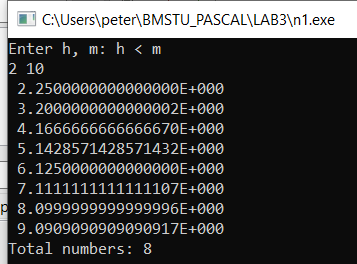 C:\Users\peter\BMSTU_PASCAL\LAB3\n1.exe
Enter h, m: h < m
2 10
2.2500000000000000E+000
3.2000000000000002E+000
4.1666666666666670E+000
5.1428571428571432E+000
6.1250000000000000E+000
7.1111111111111107E+000
8.0999999999999996E+000
9.0909090909090917E+000
Total numbers: 8